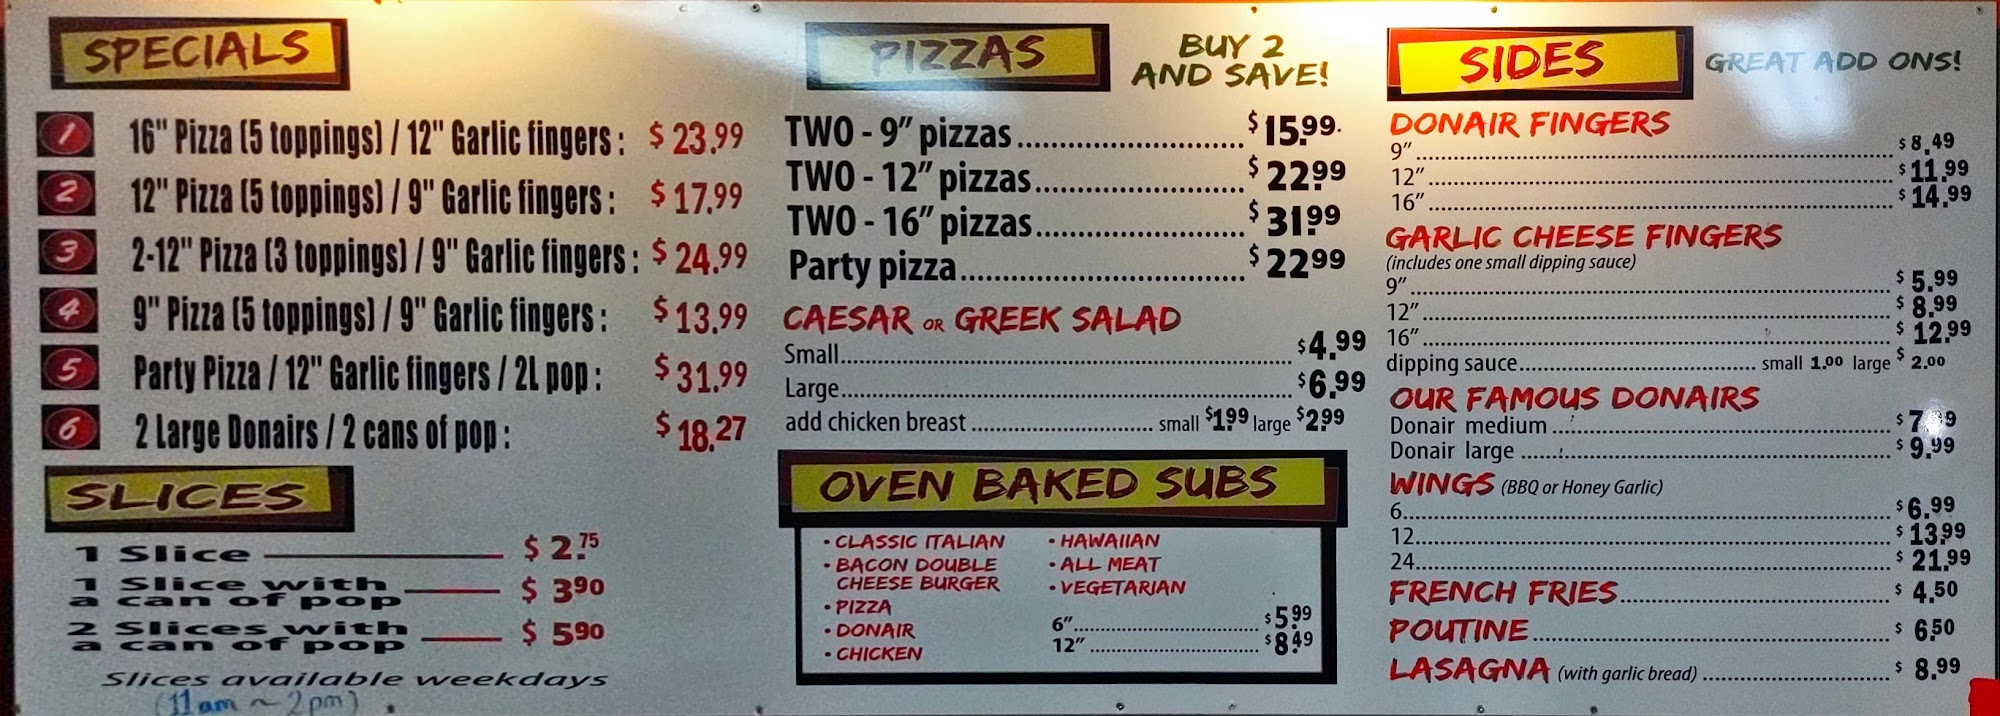 SPECIALS
1 16" Pizza (5 toppings) / 12" Garlic fingers : $ 23.99
2 12" Pizza (5 toppings) / 9" Garlic fingers : $ 17.99
3 2-12" Pizza (3 toppings) / 9" Garlic fingers : $ 24.99
4 9" Pizza (5 toppings) / 9" Garlic fingers : $ 13.99
5 Party Pizza / 12" Garlic fingers / 2L pop : $ 31.99
6 2 Large Donairs / 2 cans of pop : $ 18.27
SLICES
1 Slice $ 2.75
1 Slice with
a can of pop $ 3.90
2 Slices with
a can of pop $ 5.90
Slices available weekdays
(11am ~ 2pm)
PIZZAS
BUY 2
AND SAVE!
TWO - 9" pizzas $15.99.
TWO - 12" pizzas $22.99
TWO - 16" pizzas $31.99
Party pizza $22.99
CAESAR OR GREEK SALAD
Small $4.99
Large $6.99
add chicken breast small $1.99 large $2.99
OVEN BAKED SUBS
• CLASSIC ITALIAN
• BACON DOUBLE
CHEESE BURGER
• PIZZA
• DONAIR
• CHICKEN
• HAWAIIAN
• ALL MEAT
• VEGETARIAN
6" $5.99
12" $8.49
SIDES
GREAT ADD ONS!
DONAIR FINGERS
9" $8.49
12" $11.99
16" $14.99
GARLIC CHEESE FINGERS
(includes one small dipping sauce)
9" $5.99
12" $8.99
16" $12.99
dipping sauce small 1.00 large $2.00
OUR FAMOUS DONAIRS
Donair medium
Donair large $9.99
WINGS (BBQ or Honey Garlic)
6 $6.99
12 $13.99
24 $21.99
FRENCH FRIES $4.50
POUTINE $6.50
LASAGNA (with garlic bread) $8.99